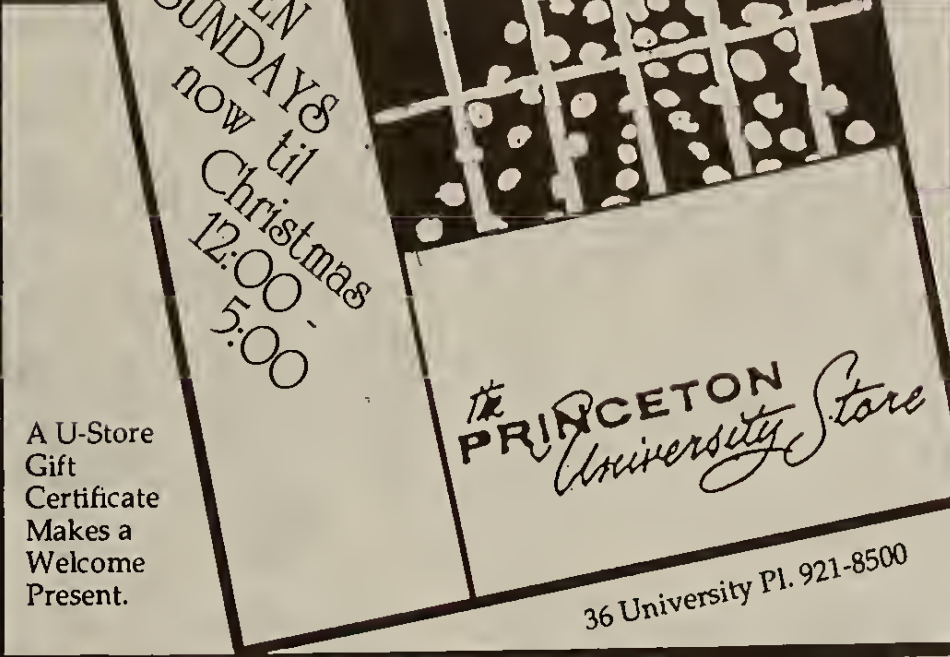 SUNDAYS
now til
Christmas
12:00 -
5:00
A U-Store
Gift
Certificate
Makes a
Welcome
Present.
the
PRINCETON
University Store
36 University Pl. 921-8500